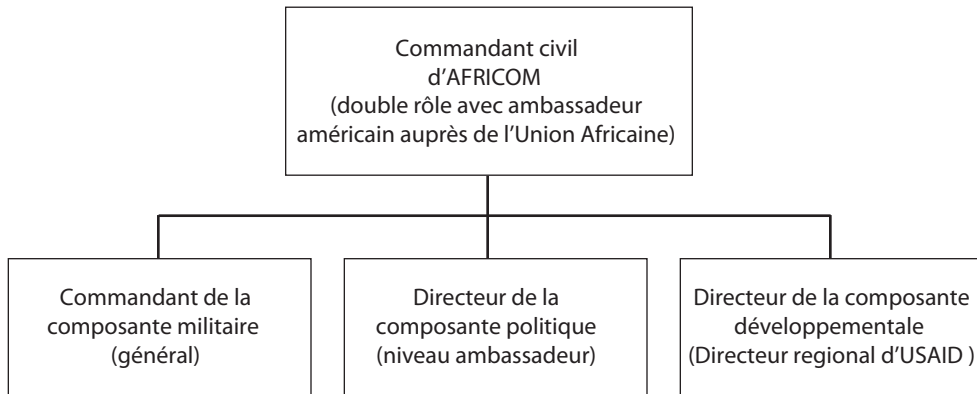 Commandant civil
d’AFRICOM
(double rôle avec ambassadeur
américain auprès de l’Union Africaine)
Commandant de la
composante militaire
(général)
Directeur de la
composante politique
(niveau ambassadeur)
Directeur de la composante
développementale
(Directeur regional d’USAID )